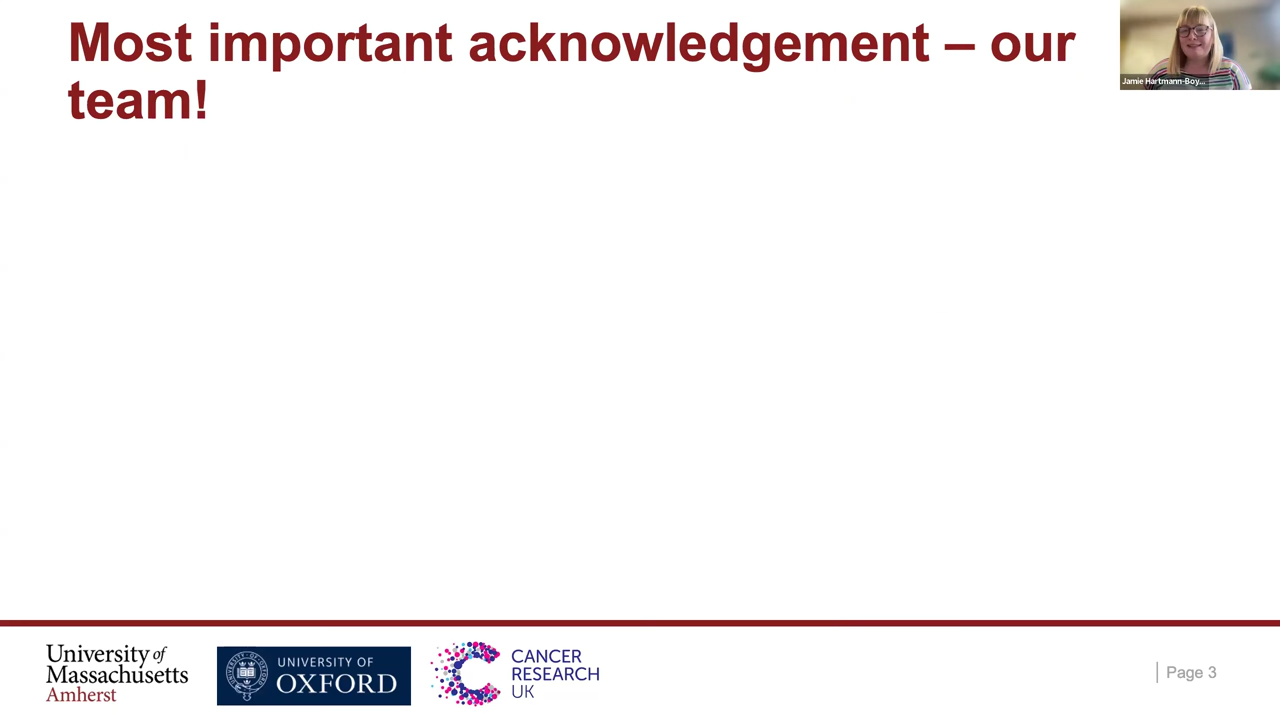 Most important acknowledgement – our
team!
Jamie Hartmann-Boy...
University of
Massachusetts
Amherst
UNIVERSITY OF
OXFORD
CANCER
RESEARCH
UK
Page 3